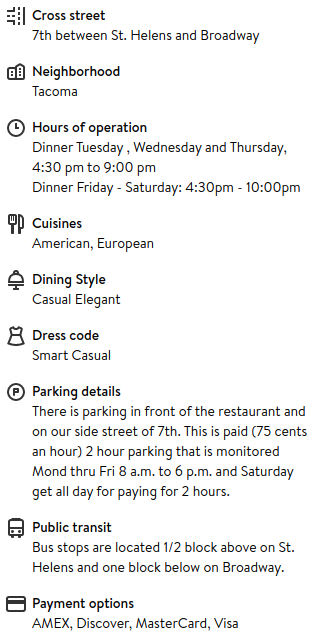 Cross street
7th between St. Helens and Broadway
Neighborhood
Tacoma
Hours of operation
Dinner Tuesday , Wednesday and Thursday,
4:30 pm to 9:00 pm
Dinner Friday - Saturday: 4:30pm - 10:00pm
Cuisines
American, European
Dining Style
Casual Elegant
Dress code
Smart Casual
Parking details
There is parking in front of the restaurant and
on our side street of 7th. This is paid (75 cents
an hour) 2 hour parking that is monitored
Mond thru Fri 8 a.m. to 6 p.m. and Saturday
get all day for paying for 2 hours.
Public transit
Bus stops are located 1/2 block above on St.
Helens and one block below on Broadway.
Payment options
AMEX, Discover, MasterCard, Visa